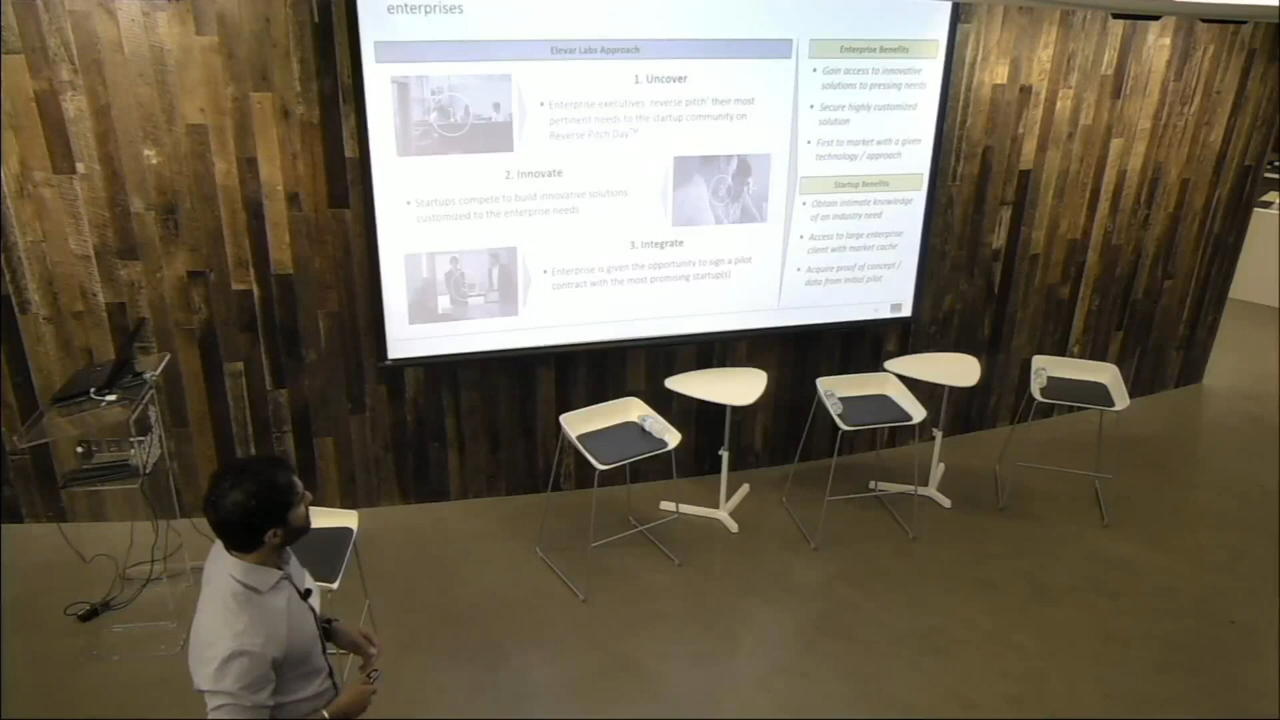 enterprises
Elevar Labs Approach
1. Uncover
• Enterprise executives 'reverse pitch' their most
pertinent needs to the startup community on
Reverse Pitch Day™
2. Innovate
• Startups compete to build innovative solutions
customized to the enterprise needs
3. Integrate
• Enterprise is given the opportunity to sign a pilot
contract with the most promising startup(s)
Enterprise Benefits
• Gain access to innovative
solutions to pressing needs
• Secure highly customized
solution
• First to market with a given
technology / approach
Startup Benefits
• Obtain intimate knowledge
of an industry need
• Access to large enterprise
client with market cache
• Acquire proof of concept /
data from initial pilot